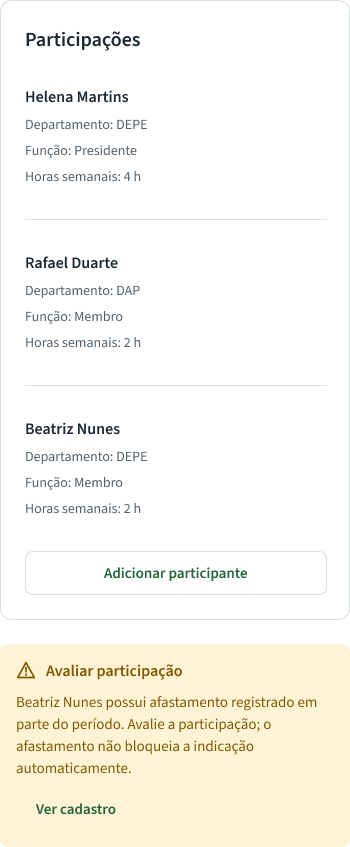 Participações
Helena Martins
Departamento: DEPE
Função: Presidente
Horas semanais: 4 h
Rafael Duarte
Departamento: DAP
Função: Membro
Horas semanais: 2 h
Beatriz Nunes
Departamento: DEPE
Função: Membro
Horas semanais: 2 h
Adicionar participante
Avaliar participação
Beatriz Nunes possui afastamento registrado em
parte do período. Avalie a participação; o
afastamento não bloqueia a indicação
automaticamente.
Ver cadastro